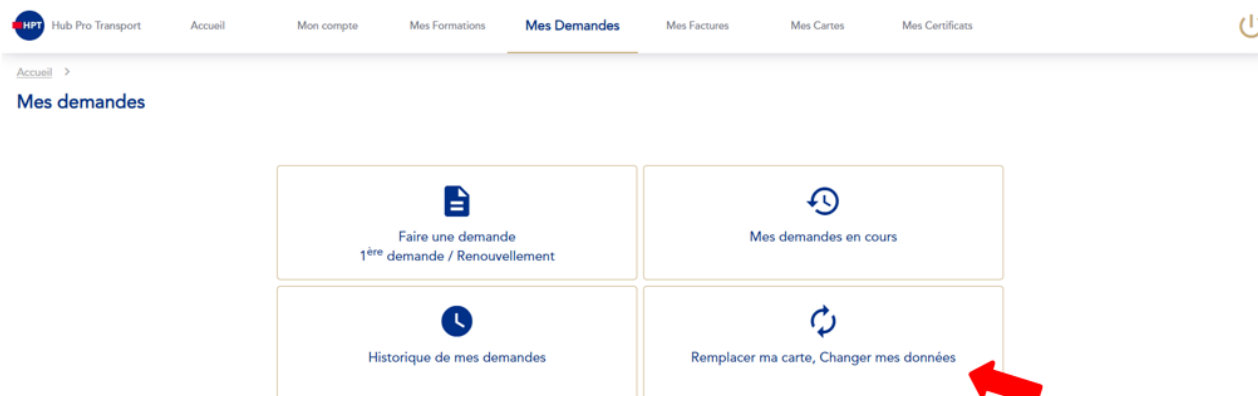 HPT Hub Pro Transport Accueil Mon compte Mes Formations Mes Demandes Mes Factures Mes Cartes Mes Certificats
Accueil >
Mes demandes
Faire une demande
1ère demande / Renouvellement
Mes demandes en cours
Historique de mes demandes
Remplacer ma carte, Changer mes données